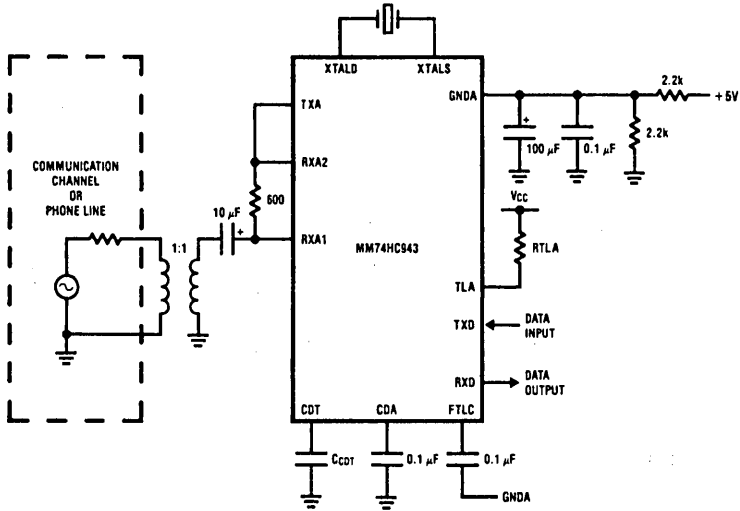 XTALD
XTALS
TXA
GNDA
2.2k
+5V
2.2k
100 µF
+
0.1 µF
COMMUNICATION
CHANNEL
OR
PHONE LINE
RXA2
600
10 µF
+
RXA1
1:1
MM74HC943
VCC
RTLA
TLA
TXD
DATA
INPUT
RXD
DATA
OUTPUT
CDT
CDA
FTLC
CCDT
0.1 µF
0.1 µF
GNDA